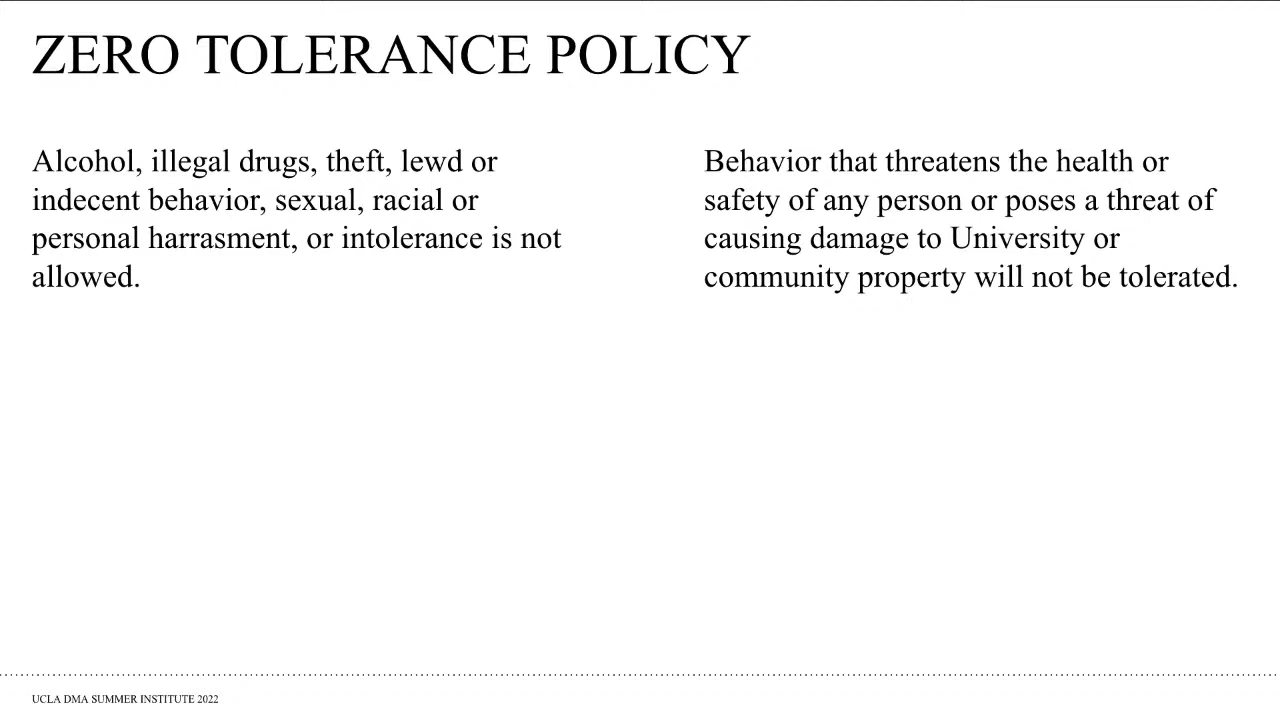 ZERO TOLERANCE POLICY
Alcohol, illegal drugs, theft, lewd or
indecent behavior, sexual, racial or
personal harrasment, or intolerance is not
allowed.
Behavior that threatens the health or
safety of any person or poses a threat of
causing damage to University or
community property will not be tolerated.
UCLA DMA SUMMER INSTITUTE 2022